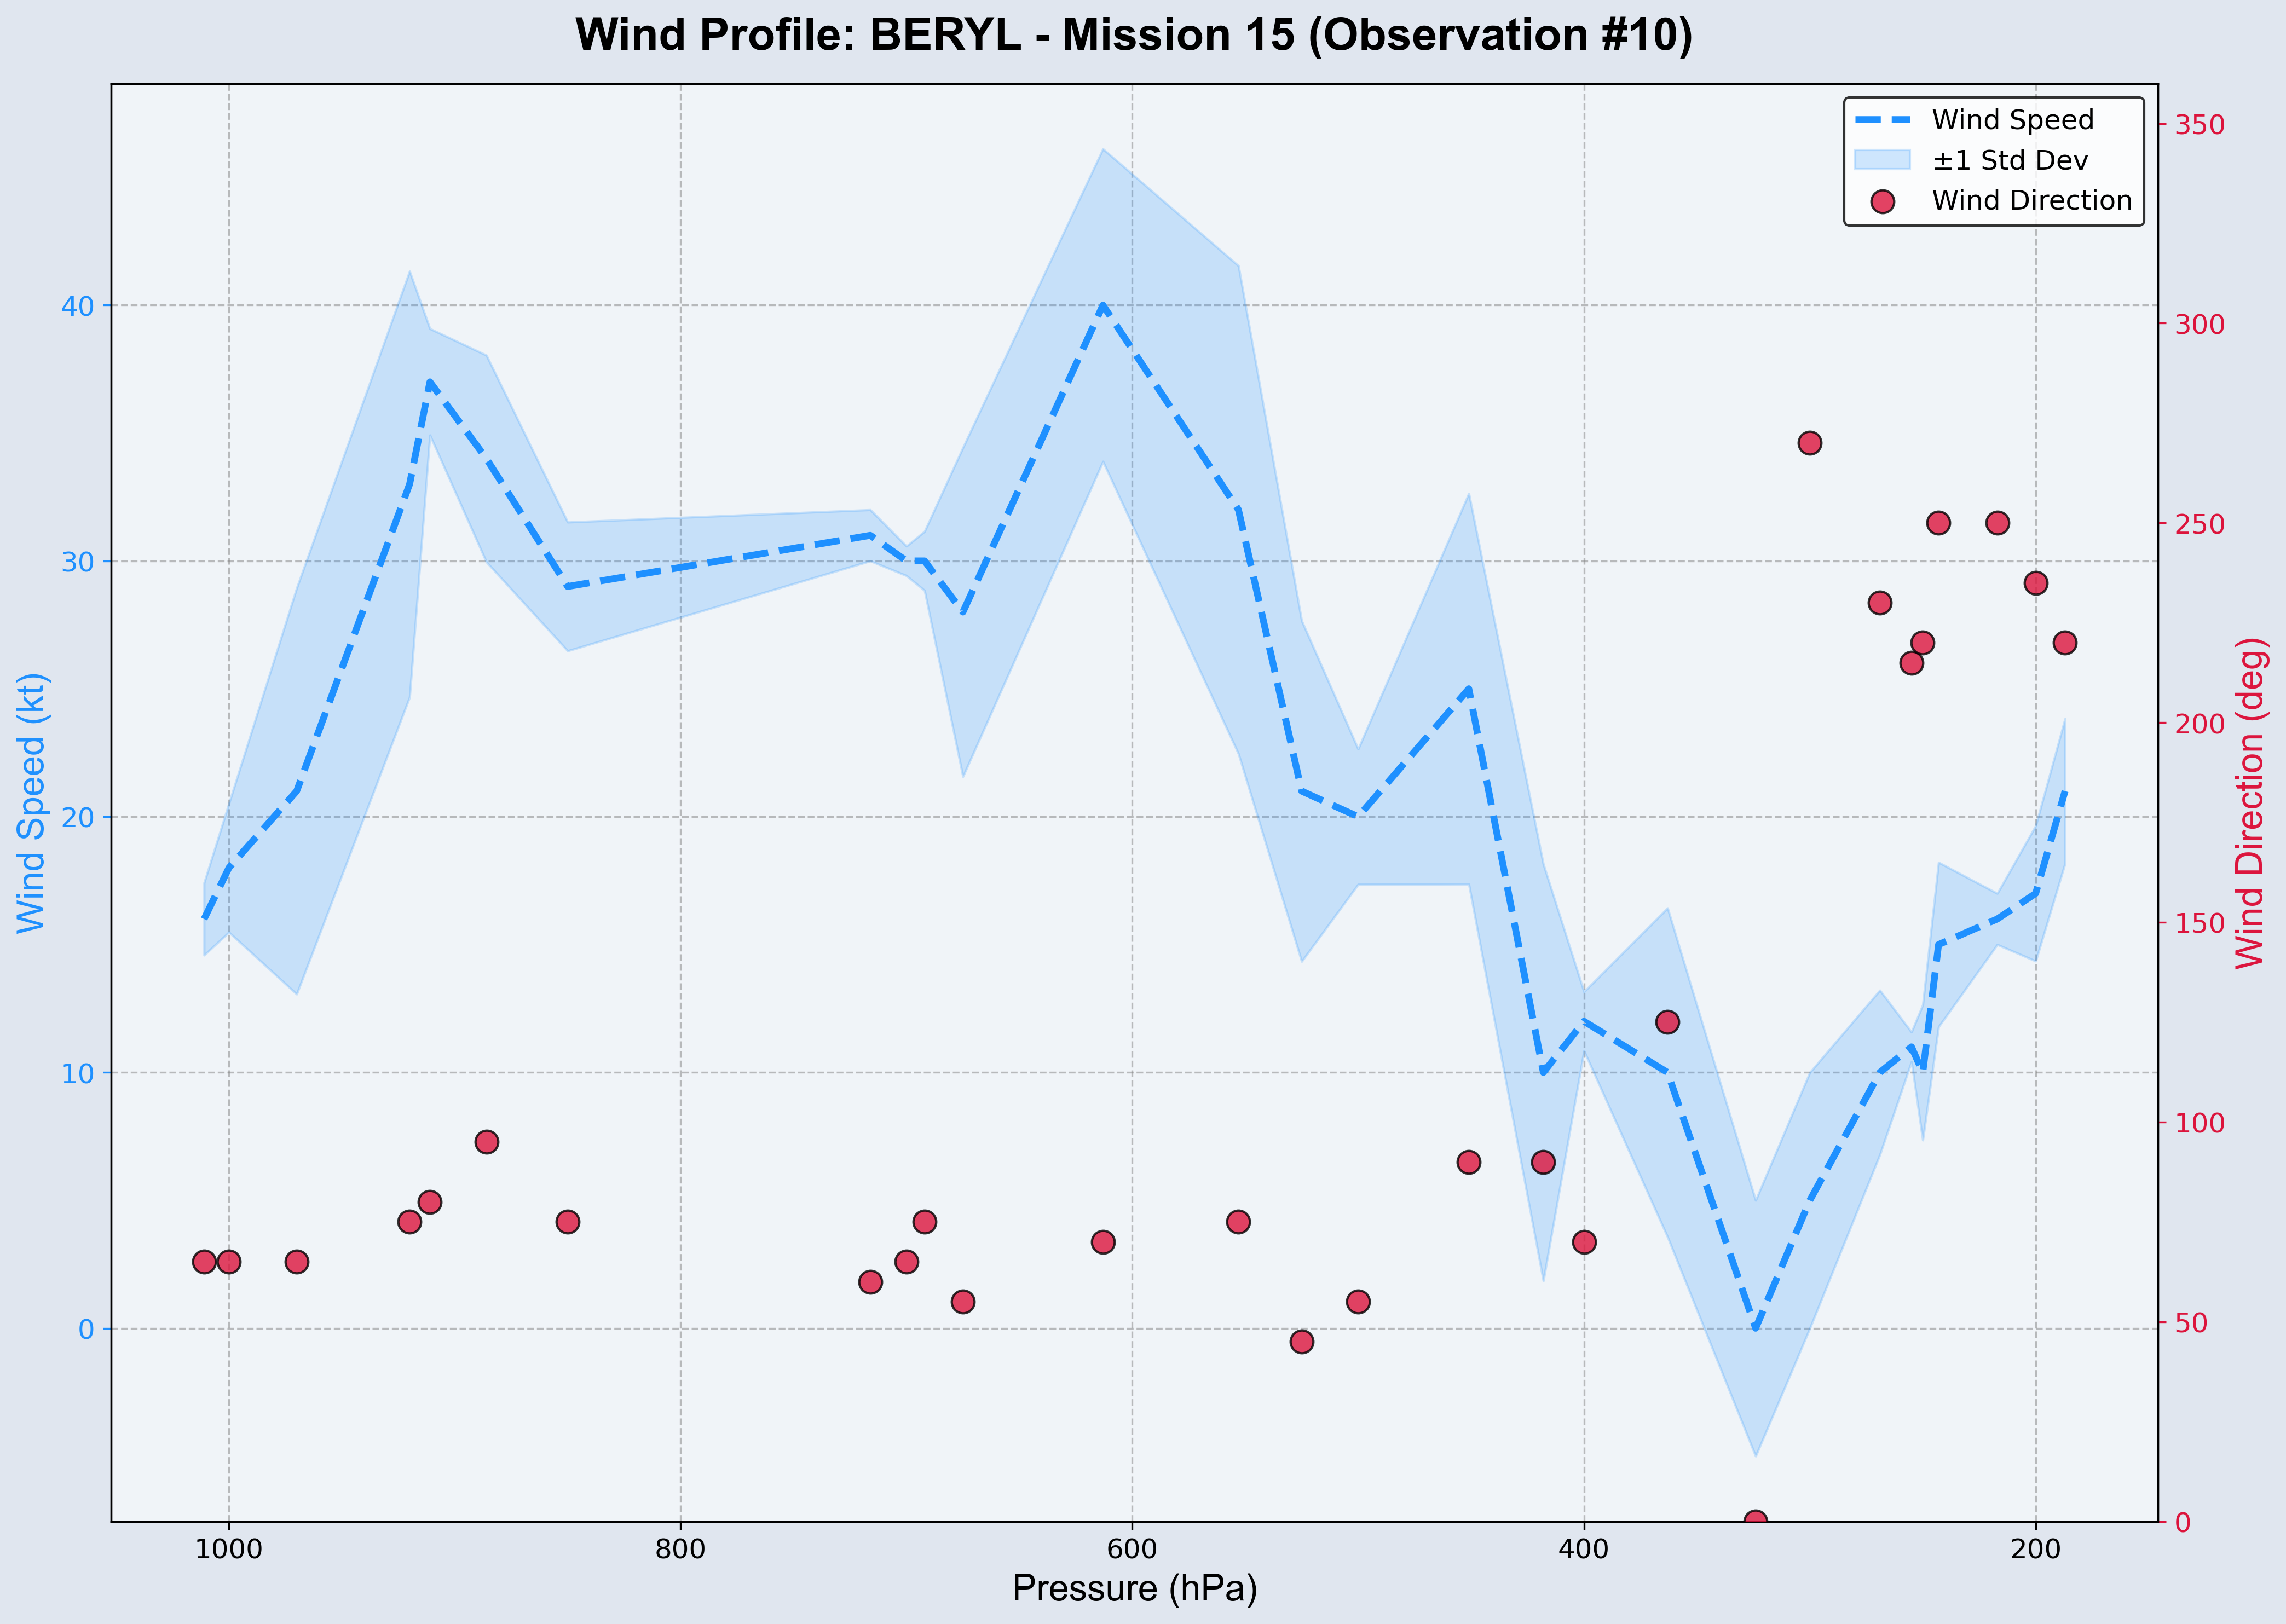 Wind Profile: BERYL - Mission 15 (Observation #10)
Wind Speed
±1 Std Dev
Wind Direction
Wind Speed (kt)
40
30
20
10
0
350
300
250
200
150
100
50
0
Wind Direction (deg)
1000 800 600 400 200
Pressure (hPa)